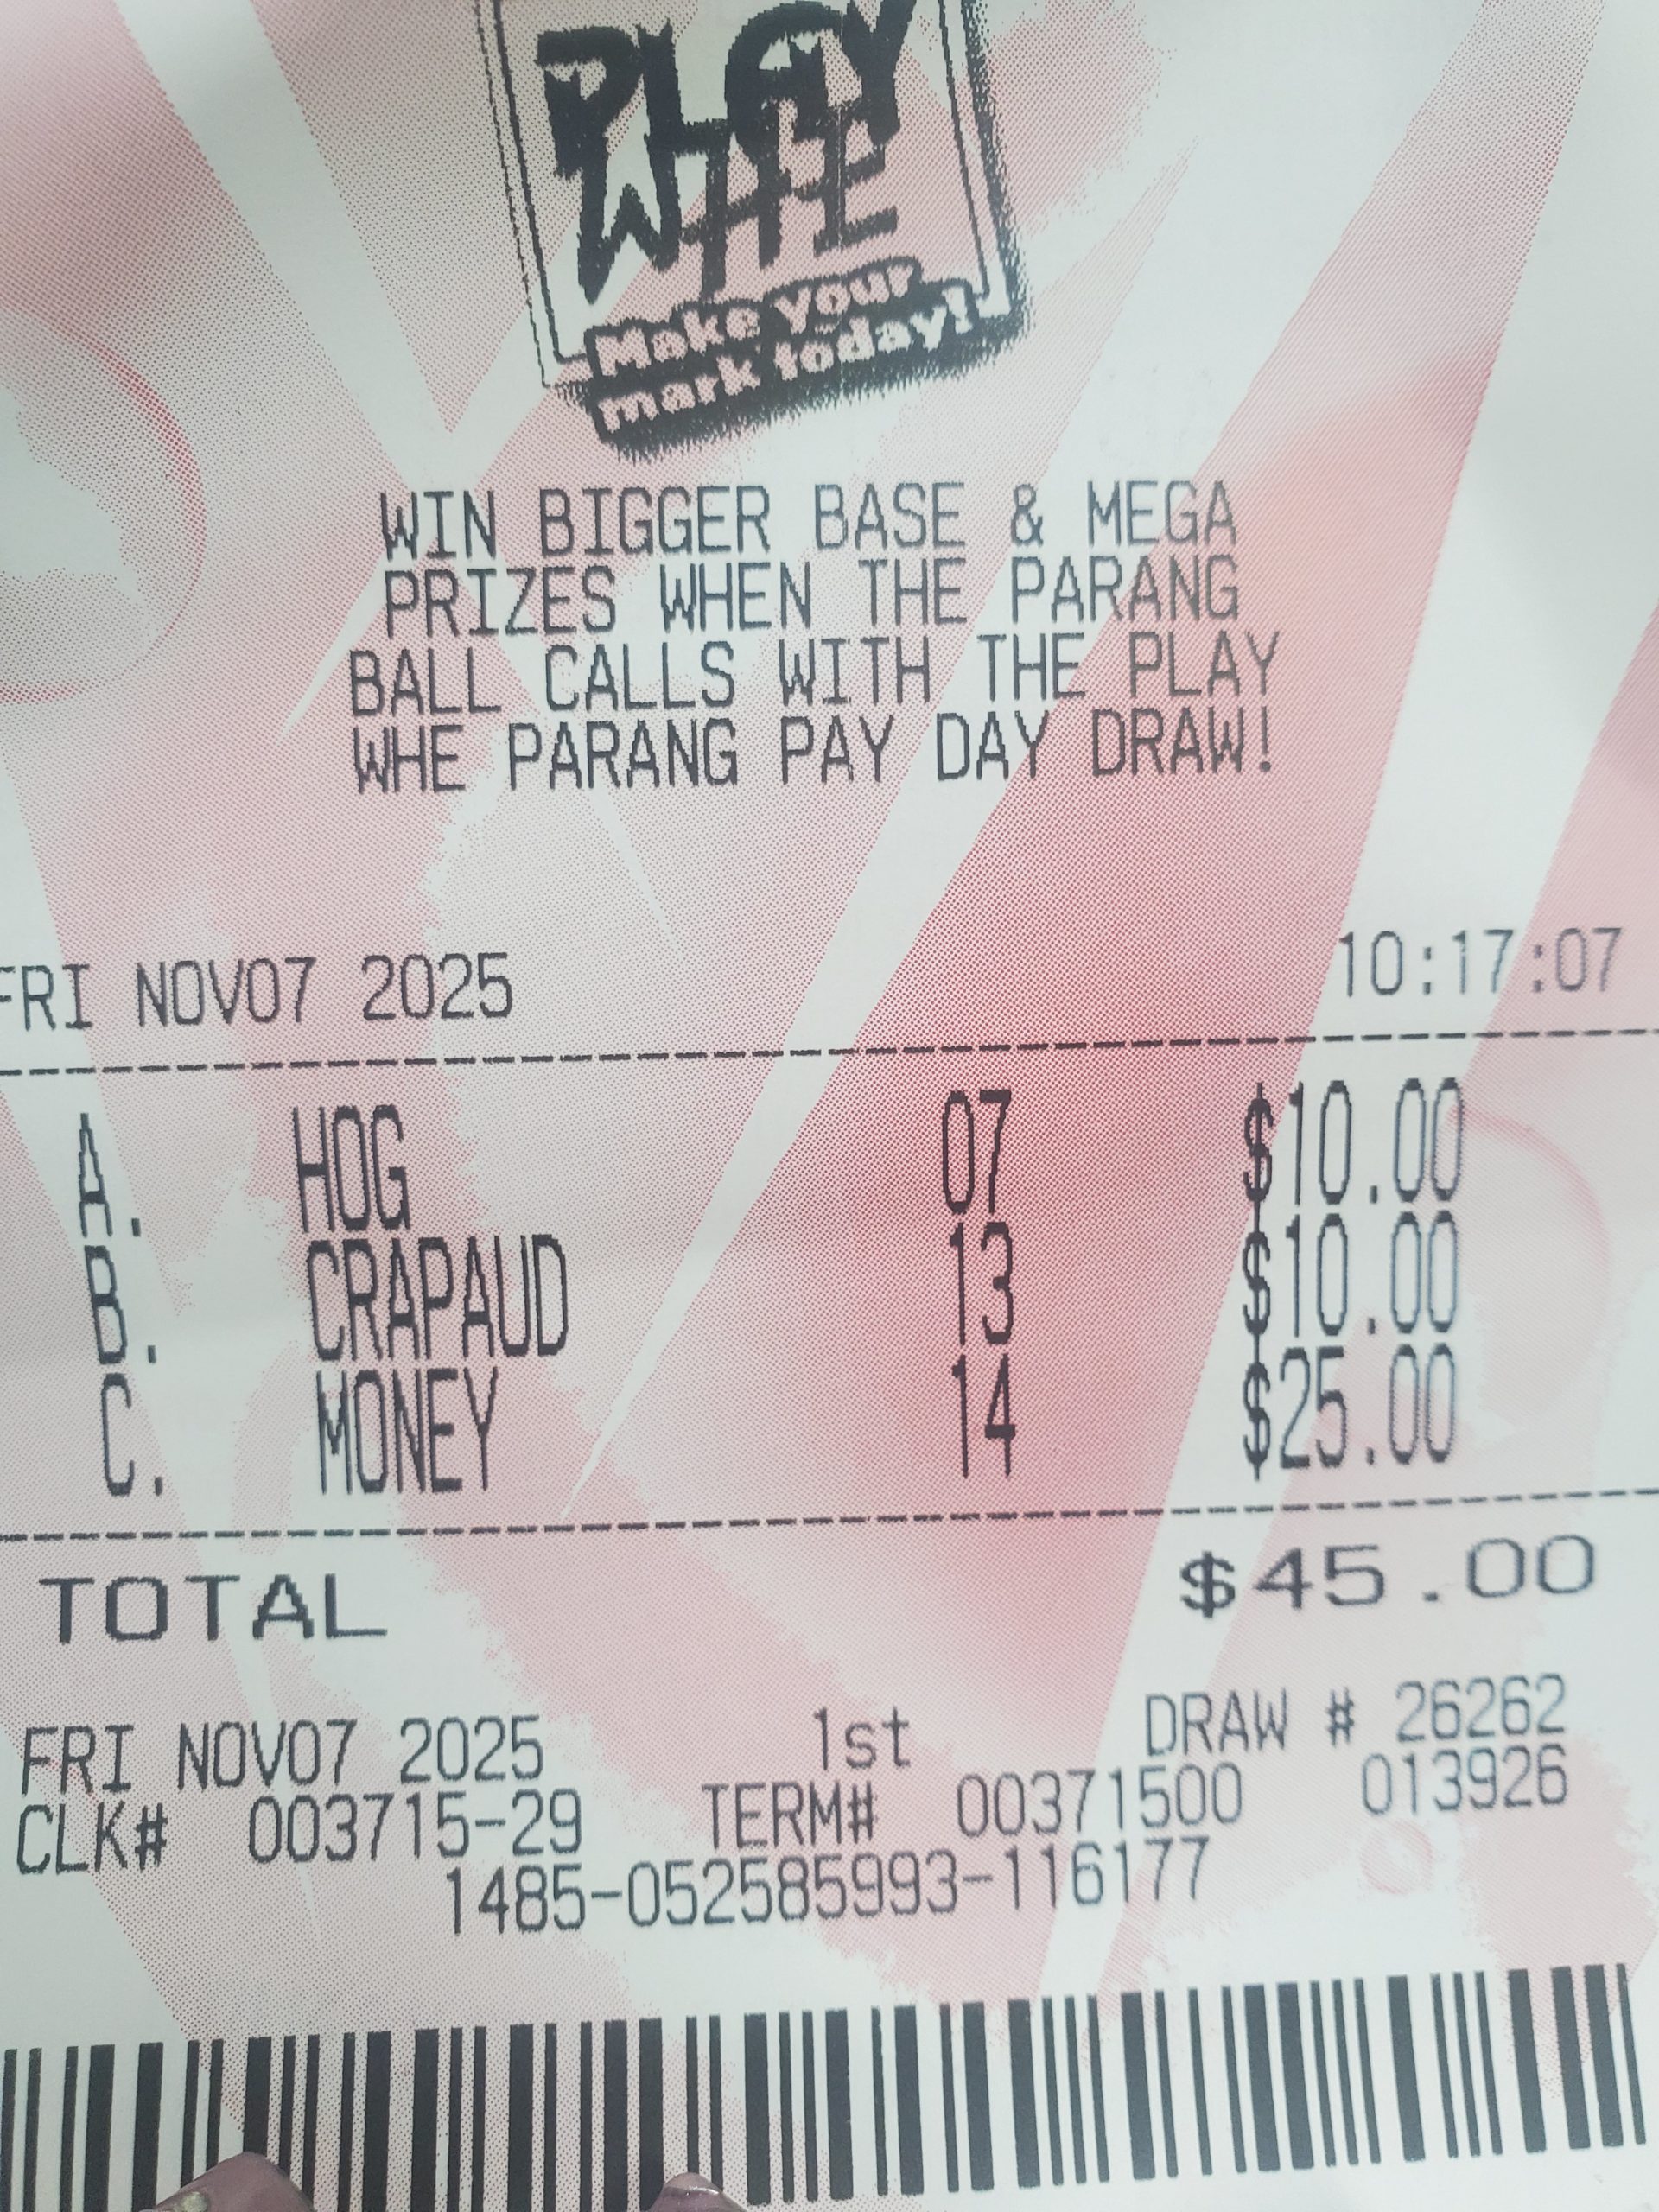 PLAY
WHE
Make Your
mark today!
WIN BIGGER BASE & MEGA
PRIZES WHEN THE PARANG
BALL CALLS WITH THE PLAY
WHE PARANG PAY DAY DRAW!
FRI NOV07 2025 10:17:07
A. HOG 07 $10.00
B. CRAPAUD 13 $10.00
C. MONEY 14 $25.00
TOTAL $45.00
FRI NOV07 2025 1st DRAW # 26262
CLK# 003715-29 TERM# 00371500 013926
1485-052585993-116177